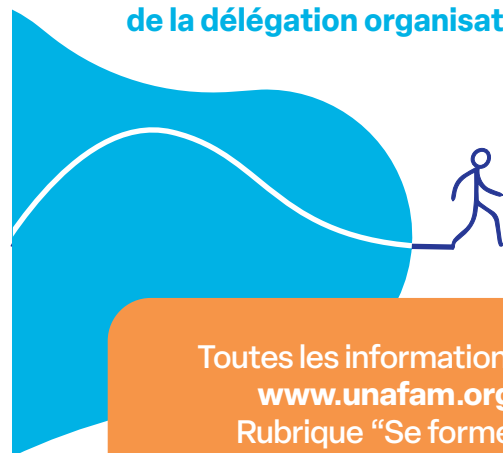 de la délégation organisat
Toutes les information
www.unafam.org
Rubrique “Se forme